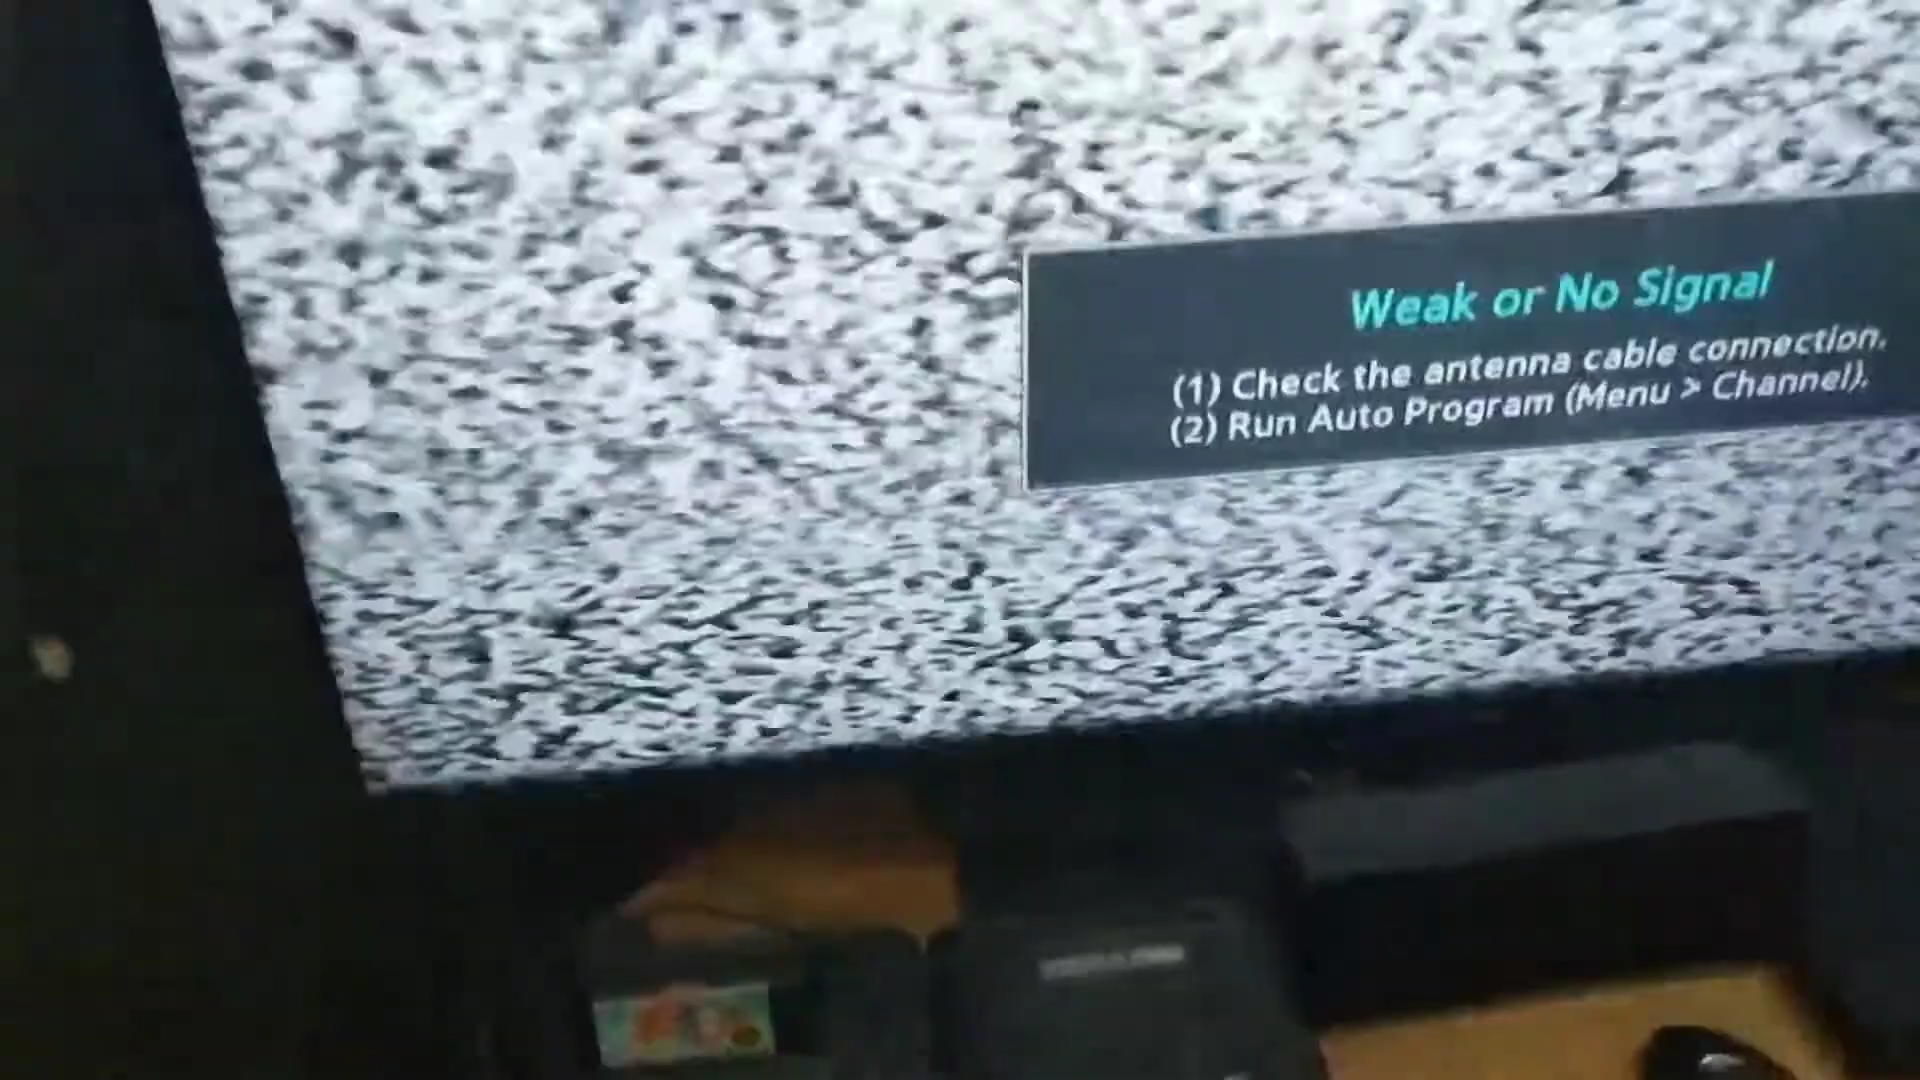 Weak or No Signal
(1) Check the antenna cable connection.
(2) Run Auto Program (Menu > Channel).